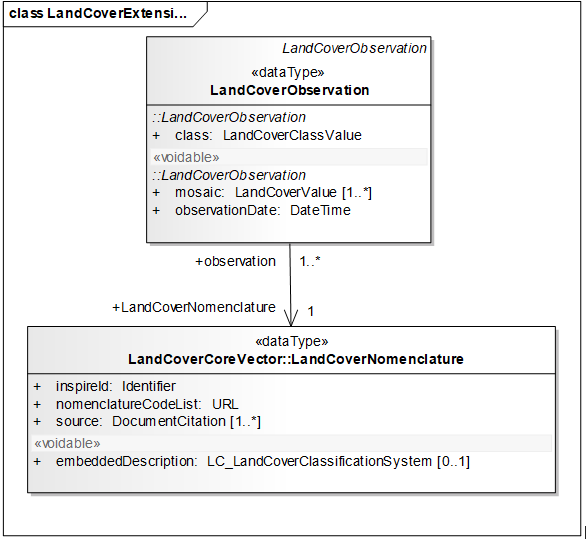 class LandCoverExtensi...
LandCoverObservation
«dataType»
LandCoverObservation
::LandCoverObservation
+ class: LandCoverClassValue
«voidable»
::LandCoverObservation
+ mosaic: LandCoverValue [1..*]
+ observationDate: DateTime
+observation 1..*
+LandCoverNomenclature 1
«dataType»
LandCoverCoreVector::LandCoverNomenclature
+ inspireId: Identifier
+ nomenclatureCodeList: URL
+ source: DocumentCitation [1..*]
«voidable»
+ embeddedDescription: LC_LandCoverClassificationSystem [0..1]